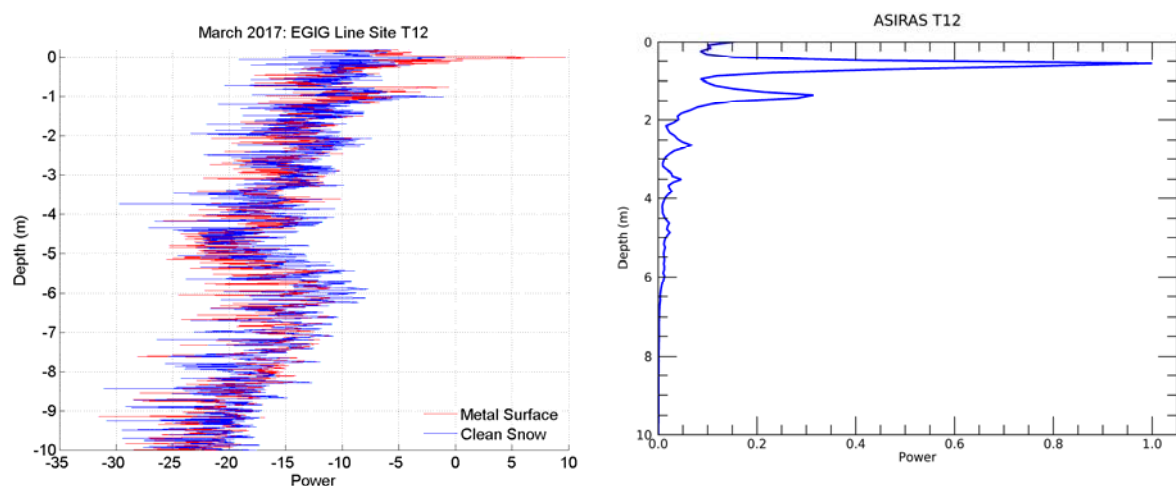 March 2017: EGIG Line Site T12
0
-1
-2
-3
-4
-5
-6
-7
-8
-9
-10
Depth (m)
Metal Surface
Clean Snow
-35 -30 -25 -20 -15 -10 -5 0 5 10
Power
ASIRAS T12
0
2
4
6
8
10
Depth (m)
0.0 0.2 0.4 0.6 0.8 1.0
Power